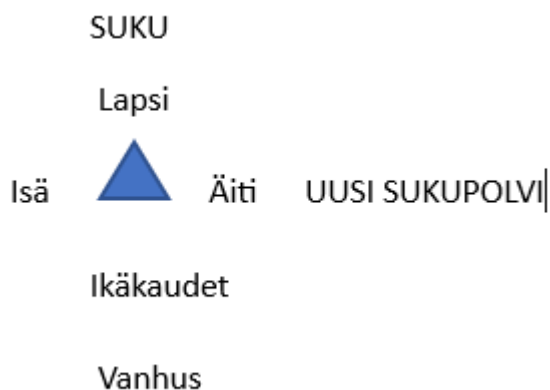 SUKU
Lapsi
Isä Äiti UUSI SUKUPOLVI
Ikäkaudet
Vanhus